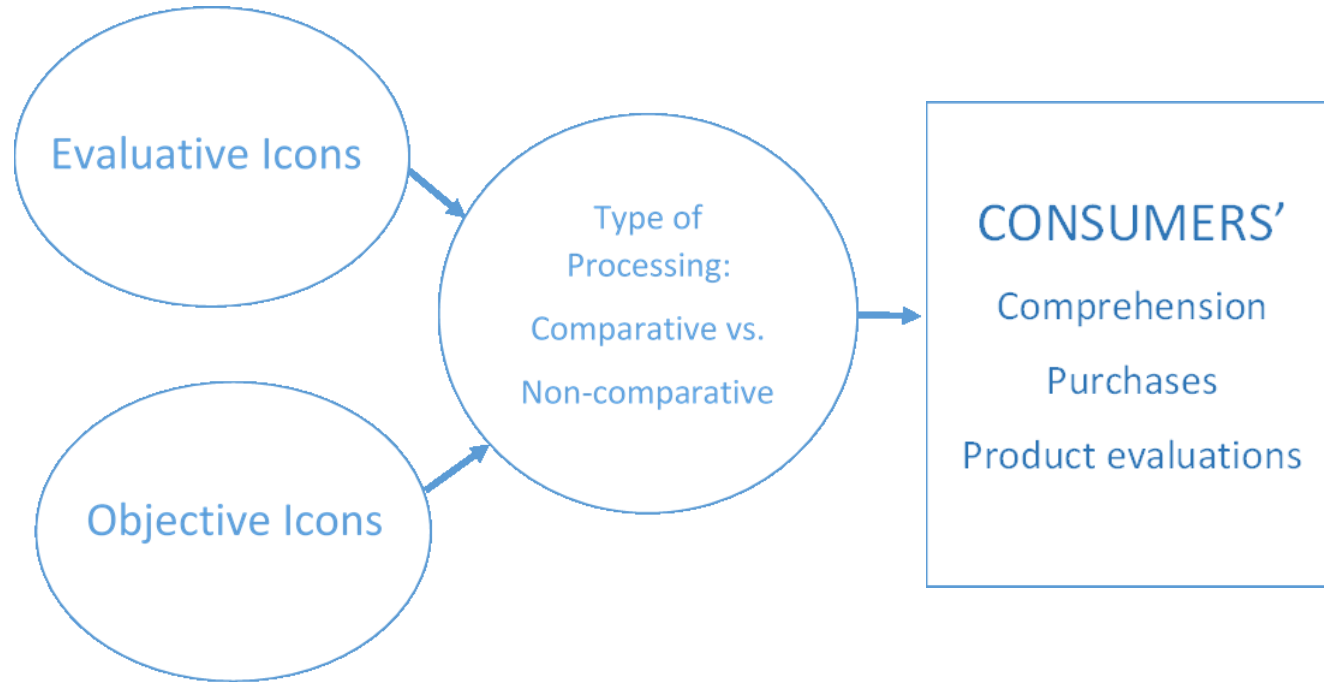 Evaluative Icons
Objective Icons
Type of
Processing:
Comparative vs.
Non-comparative
CONSUMERS’
Comprehension
Purchases
Product evaluations